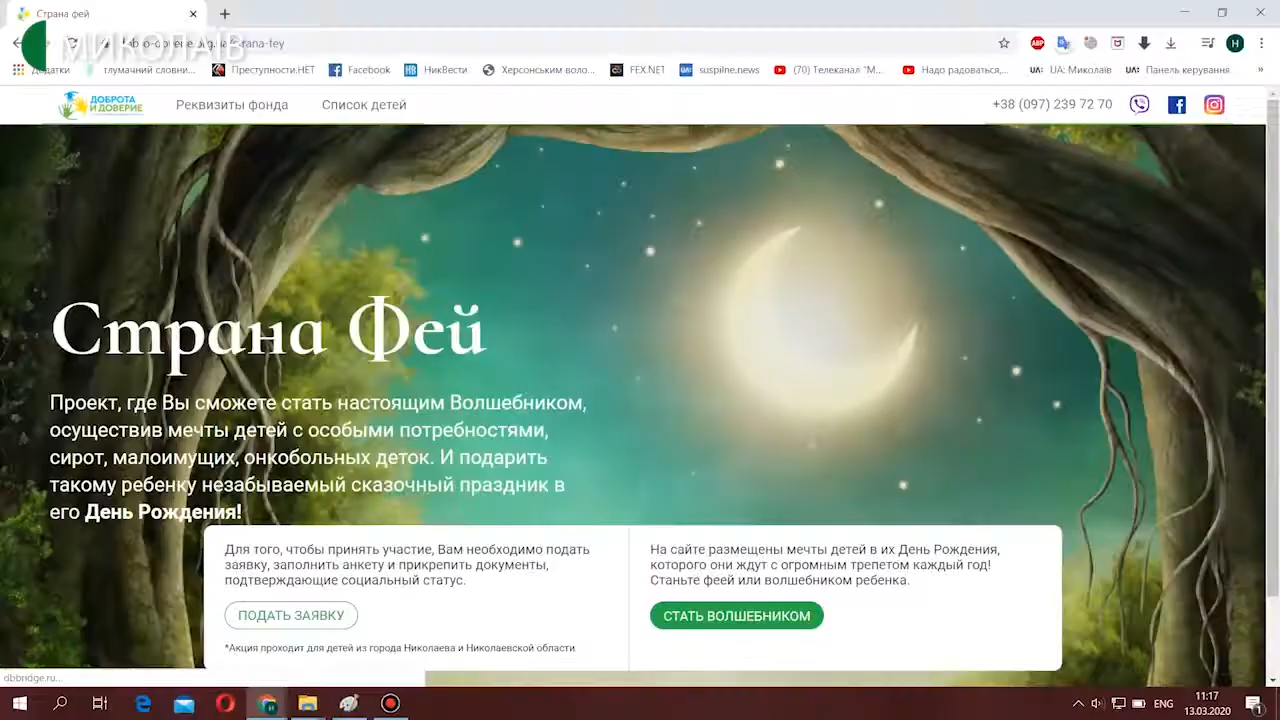 Страна фей
МИКОЛАЇВ
тлумачний словни...
Преступности.НЕТ
Facebook
НикВести
Херсонським воло...
FEX.NET
suspilne.news
(70) Телеканал "М...
Надо радоваться,...
UA: Миколаїв
Панель керування
ДОБРОТА
И ДОВЕРИЕ
Реквизиты фонда
Список детей
+38 (097) 239 72 70
Страна Фей
Проект, где Вы сможете стать настоящим Волшебником,
осуществив мечты детей с особыми потребностями,
сирот, малоимущих, онкобольных деток. И подарить
такому ребенку незабываемый сказочный праздник в
его День Рождения!
Для того, чтобы принять участие, Вам необходимо подать
заявку, заполнить анкету и прикрепить документы,
подтверждающие социальный статус.
ПОДАТЬ ЗАЯВКУ
*Акция проходит для детей из города Николаева и Николаевской области
На сайте размещены мечты детей в их День Рождения,
которого они ждут с огромным трепетом каждый год!
Станьте феей или волшебником ребенка.
СТАТЬ ВОЛШЕБНИКОМ
dbbridge.ru...
ENG
11:17
13.03.2020